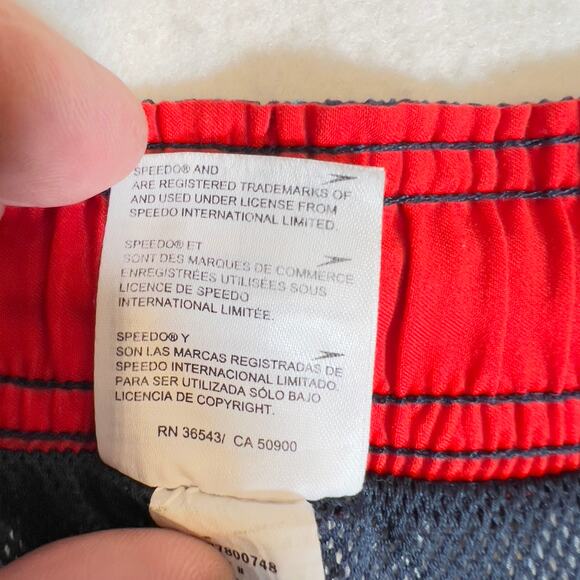 SPEEDO® AND
ARE REGISTERED TRADEMARKS OF
AND USED UNDER LICENSE FROM
SPEEDO INTERNATIONAL LIMITED.
SPEEDO® ET
SONT DES MARQUES DE COMMERCE
ENREGISTRÉES UTILISÉES SOUS
LICENCE DE SPEEDO
INTERNATIONAL LIMITÉE.
SPEEDO® Y
SON LAS MARCAS REGISTRADAS DE
SPEEDO INTERNACIONAL LIMITADO.
PARA SER UTILIZADA SÓLO BAJO
LICENCIA DE COPYRIGHT.
RN 36543/ CA 50900
7800748